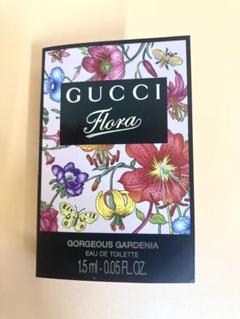 GUCCI
Flora
GORGEOUS GARDENIA
EAU DE TOILETTE
1.5 ml - 0.05 FL.OZ.